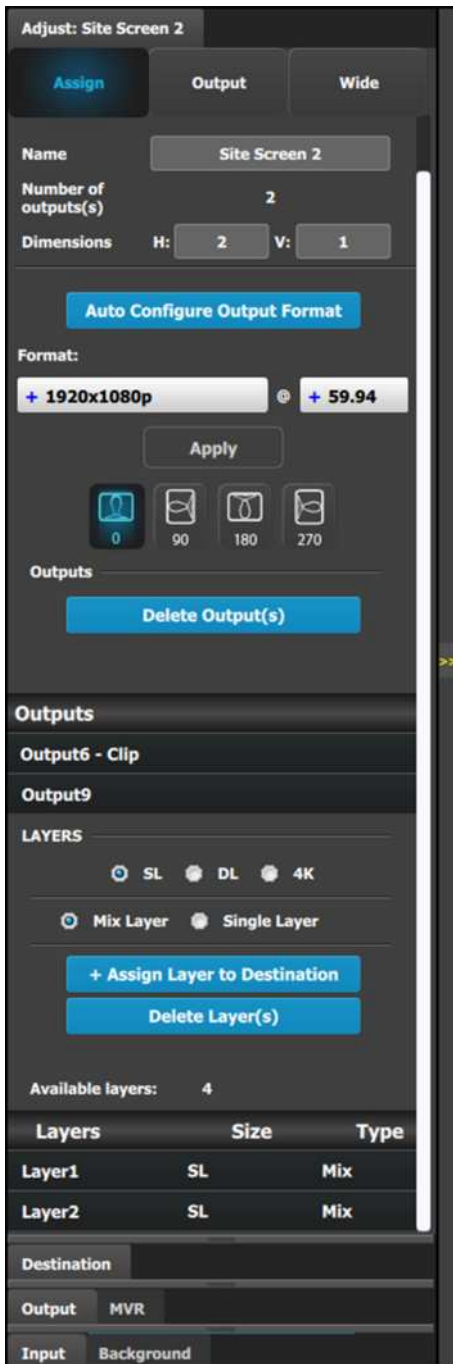 Adjust: Site Screen 2
Assign Output Wide
Name Site Screen 2
Number of
outputs(s) 2
Dimensions H: 2 V: 1
Auto Configure Output Format
Format:
+ 1920x1080p @ + 59.94
Apply
0 90 180 270
Outputs
Delete Output(s)
>>
Outputs
Output6 - Clip
Output9
LAYERS
SL DL 4K
Mix Layer Single Layer
+ Assign Layer to Destination
Delete Layer(s)
Available layers: 4
Layers Size Type
Layer1 SL Mix
Layer2 SL Mix
Destination
Output MVR
Input Background